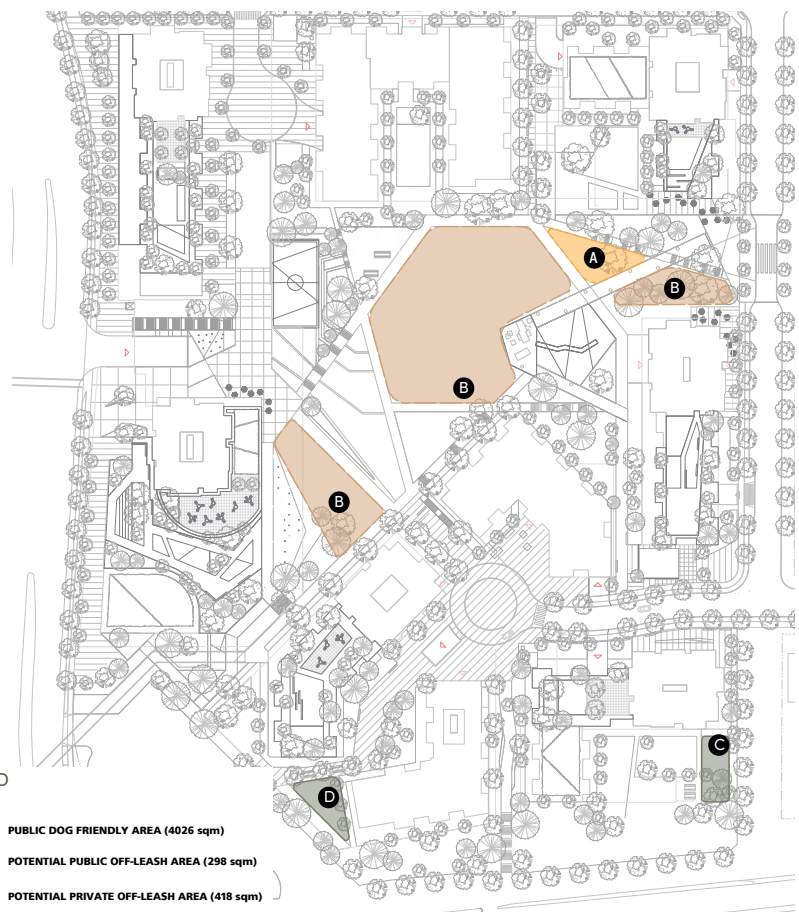 A
B
B
B
C
D
D
PUBLIC DOG FRIENDLY AREA (4026 sqm)
POTENTIAL PUBLIC OFF-LEASH AREA (298 sqm)
POTENTIAL PRIVATE OFF-LEASH AREA (418 sqm)